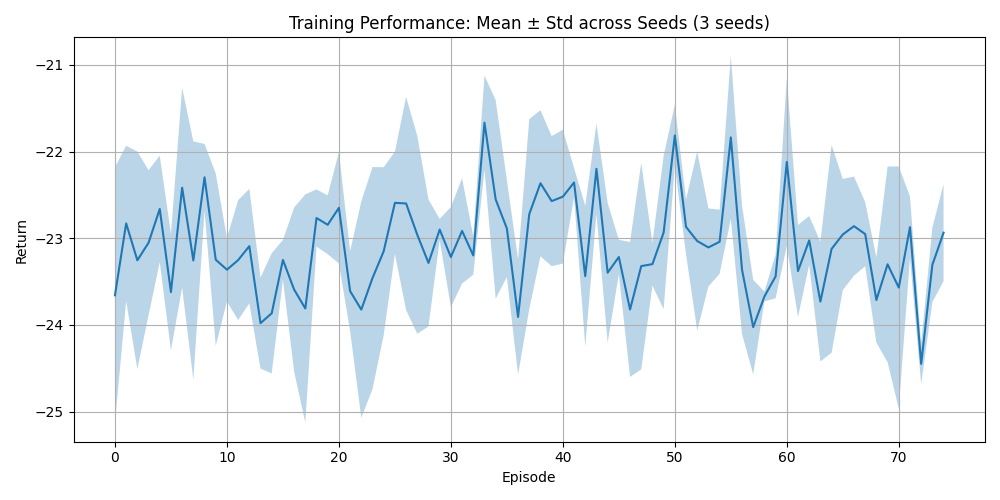 Training Performance: Mean ± Std across Seeds (3 seeds)
Return
−21
−22
−23
−24
−25
0 10 20 30 40 50 60 70
Episode